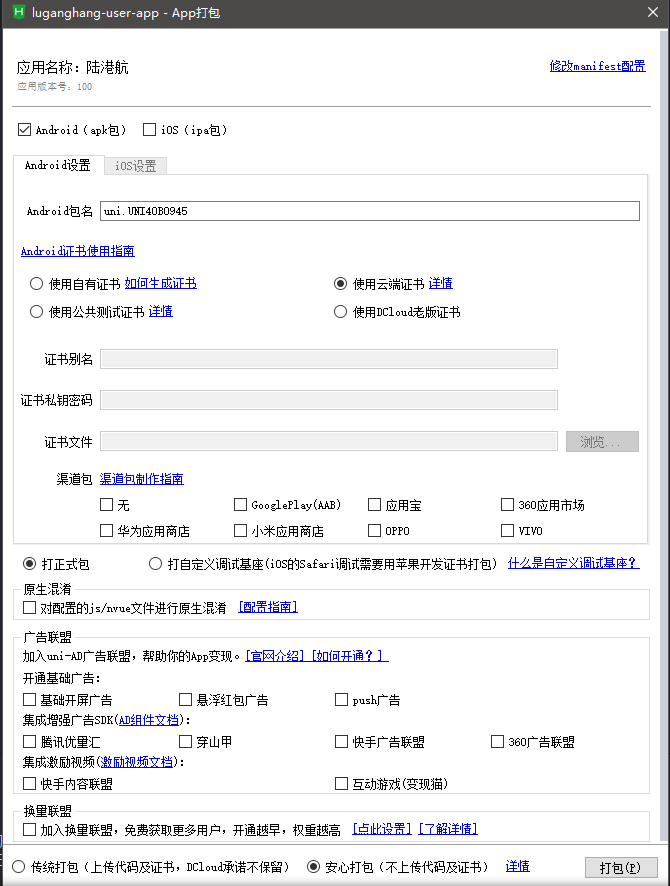 luganghang-user-app - App打包
应用名称: 陆港航
修改manifest配置
应用版本号: 100
Android（apk包） iOS（ipa包）
Android设置 iOS设置
Android包名 uni.UNI40B0945
Android证书使用指南
使用自有证书 如何生成证书 使用云端证书 详情
使用公共测试证书 详情 使用DCloud老版证书
证书别名
证书私钥密码
证书文件 浏览...
渠道包 渠道包制作指南
无 GooglePlay(AAB) 应用宝 360应用市场
华为应用商店 小米应用商店 OPPO VIVO
打正式包 打自定义调试基座(iOS的Safari调试需要用苹果开发证书打包) 什么是自定义调试基座？
原生混淆
对配置的js/nvue文件进行原生混淆 [配置指南]
广告联盟
加入uni-AD广告联盟，帮助你的App变现。[官网介绍] [如何开通？]
开通基础广告:
基础开屏广告 悬浮红包广告 push广告
集成增强广告SDK(AD组件文档):
腾讯优量汇 穿山甲 快手广告联盟 360广告联盟
集成激励视频(激励视频文档):
快手内容联盟 互动游戏(变现猫)
换量联盟
加入换量联盟，免费获取更多用户，开通越早，权重越高 [点此设置] [了解详情]
传统打包（上传代码及证书，DCloud承诺不保留） 安心打包（不上传代码及证书） 详情 打包(P)